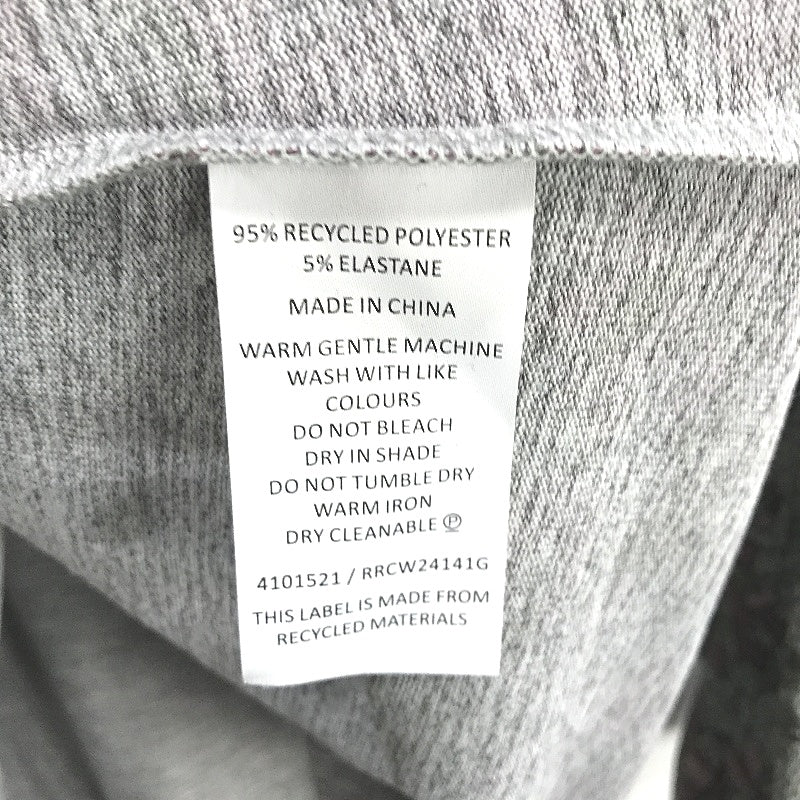 95% RECYCLED POLYESTER
5% ELASTANE
MADE IN CHINA
WARM GENTLE MACHINE
WASH WITH LIKE
COLOURS
DO NOT BLEACH
DRY IN SHADE
DO NOT TUMBLE DRY
WARM IRON
DRY CLEANABLE Ⓟ
4101521 / RRCW24141G
THIS LABEL IS MADE FROM
RECYCLED MATERIALS